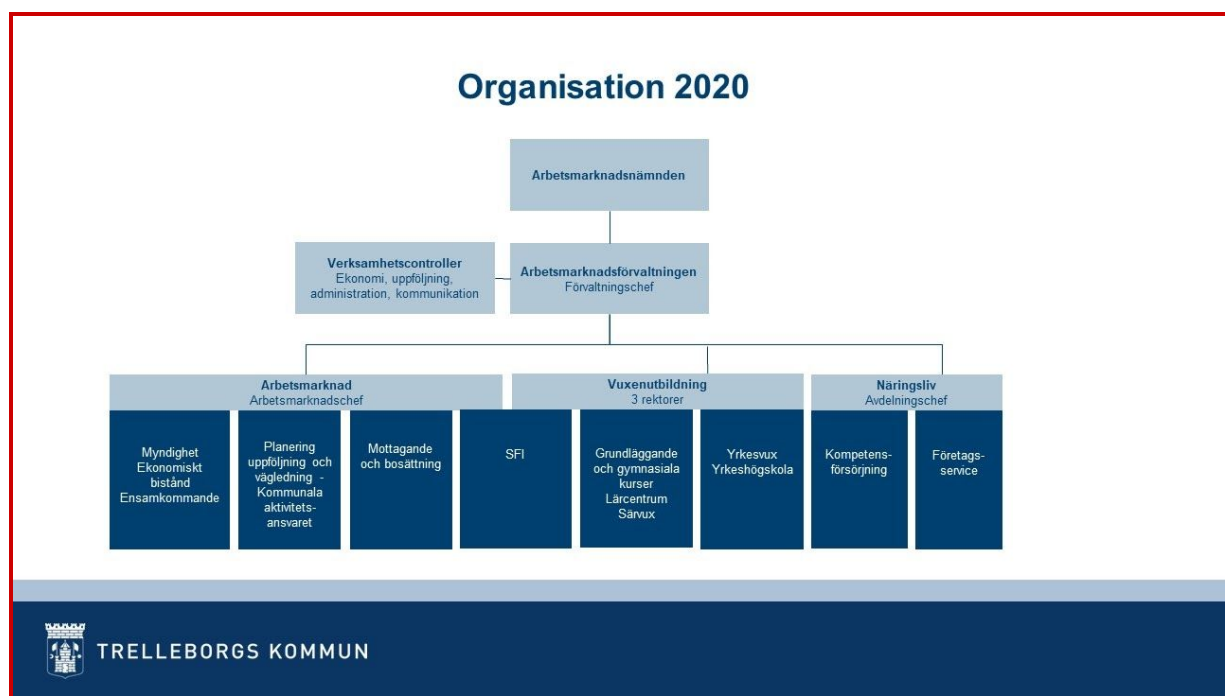 Organisation 2020
Arbetsmarknadsnämnden
Verksamhetscontroller
Ekonomi, uppföljning,
administration, kommunikation
Arbetsmarknadsförvaltningen
Förvaltningschef
Arbetsmarknad
Arbetsmarknadschef
Vuxenutbildning
3 rektorer
Näringsliv
Avdelningschef
Myndighet
Ekonomiskt
bistånd
Ensamkommande
Planering
uppföljning och
vägledning -
Kommunala
aktivitets-
ansvaret
Mottagande
och bosättning
SFI
Grundläggande
och gymnasiala
kurser
Lärcentrum
Särvux
Yrkesvux
Yrkeshögskola
Kompetens-
försörjning
Företags-
service
TRELLEBORGS KOMMUN